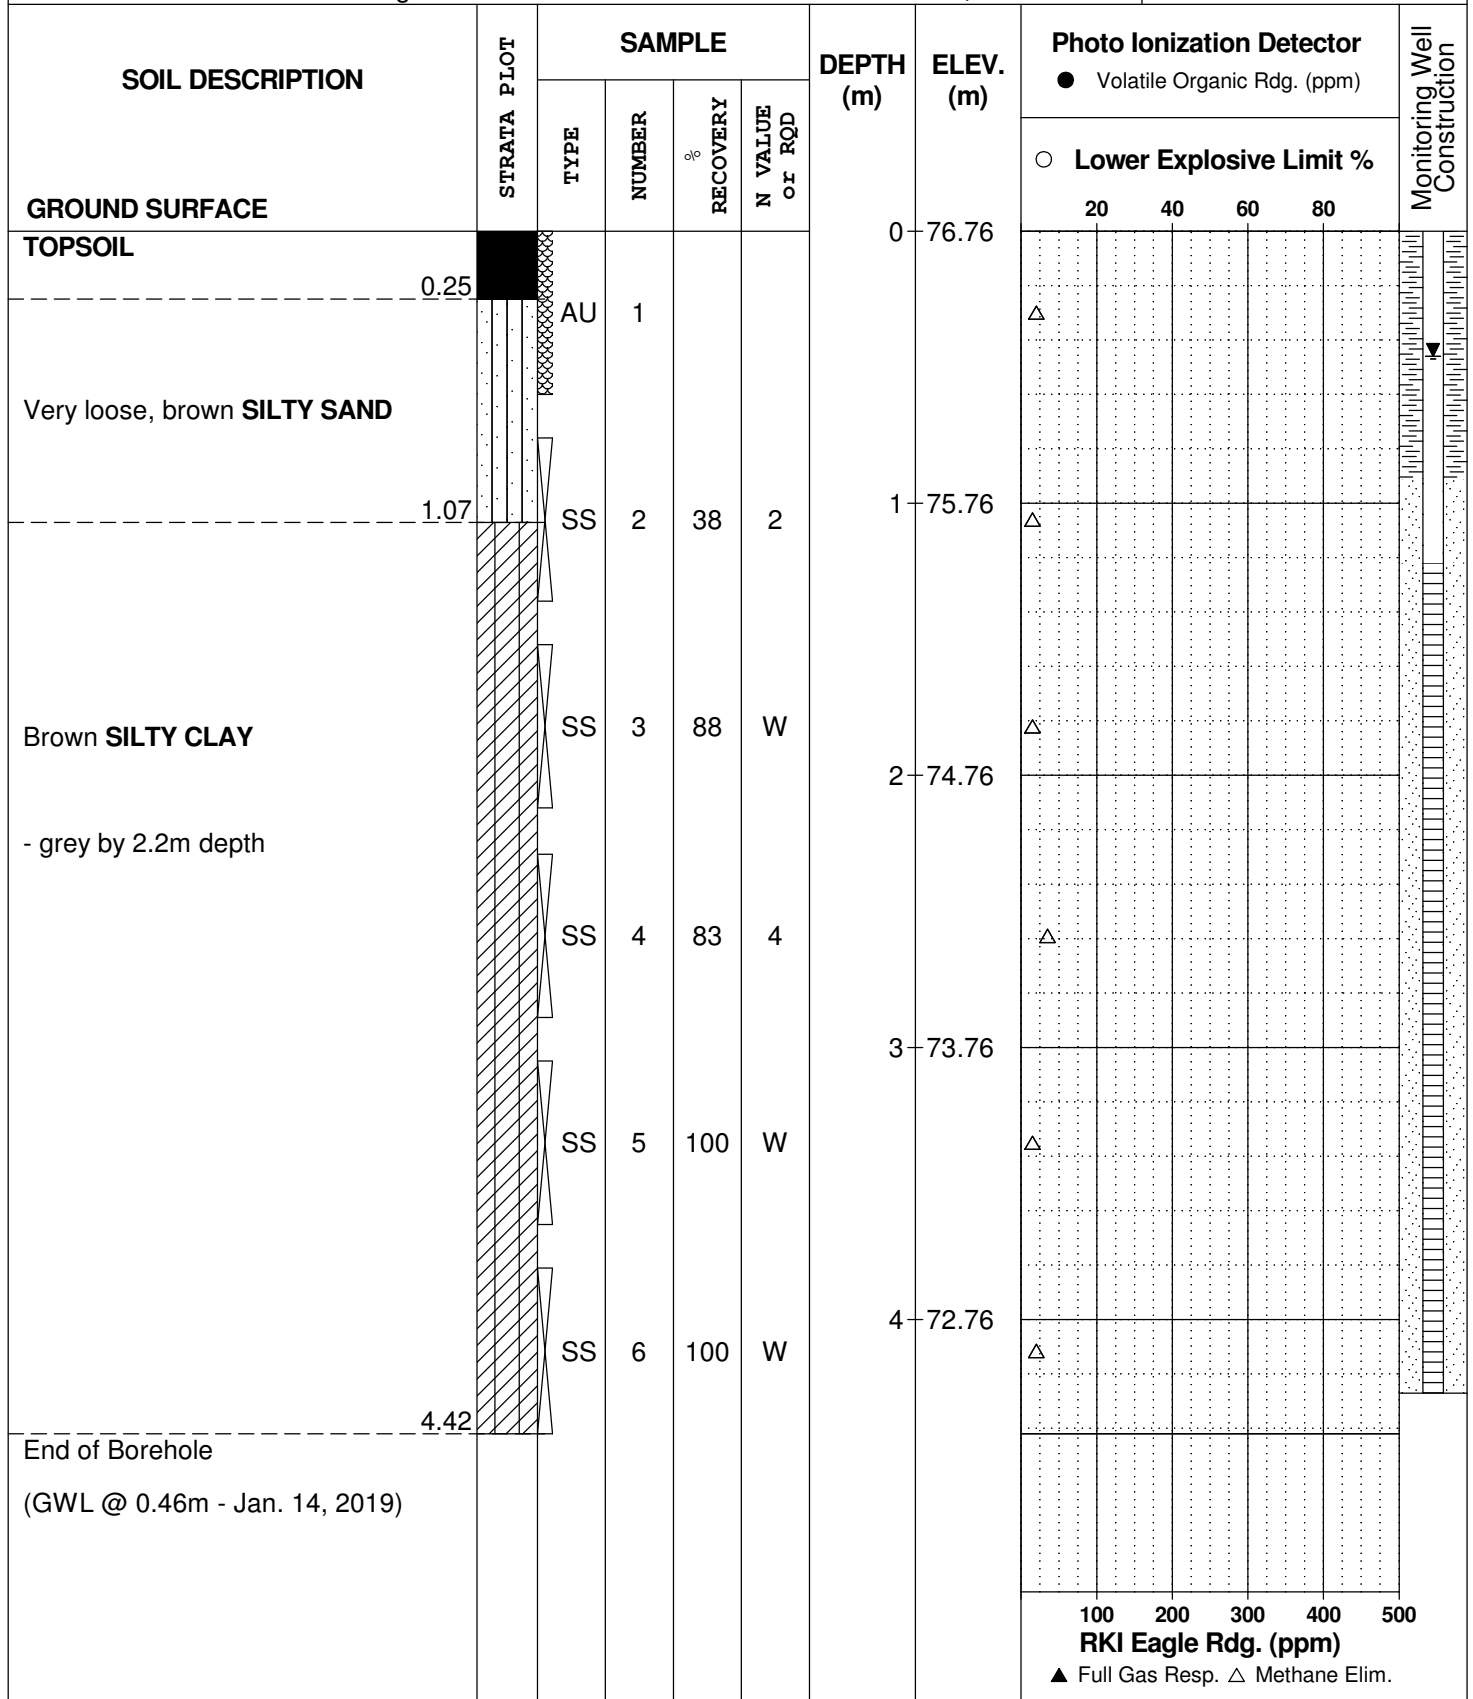 SOIL DESCRIPTION
GROUND SURFACE
STRATA PLOT
SAMPLE
TYPE
NUMBER
%
RECOVERY
N VALUE
or RQD
DEPTH
(m)
ELEV.
(m)
Photo Ionization Detector
● Volatile Organic Rdg. (ppm)
○ Lower Explosive Limit %
20 40 60 80
Monitoring Well
Construction
0 76.76
TOPSOIL
0.25
AU 1
Very loose, brown SILTY SAND
1.07
1 75.76
SS 2 38 2
Brown SILTY CLAY
SS 3 88 W
2 74.76
- grey by 2.2m depth
SS 4 83 4
3 73.76
SS 5 100 W
4 72.76
SS 6 100 W
4.42
End of Borehole
(GWL @ 0.46m - Jan. 14, 2019)
100 200 300 400 500
RKI Eagle Rdg. (ppm)
▲ Full Gas Resp. △ Methane Elim.